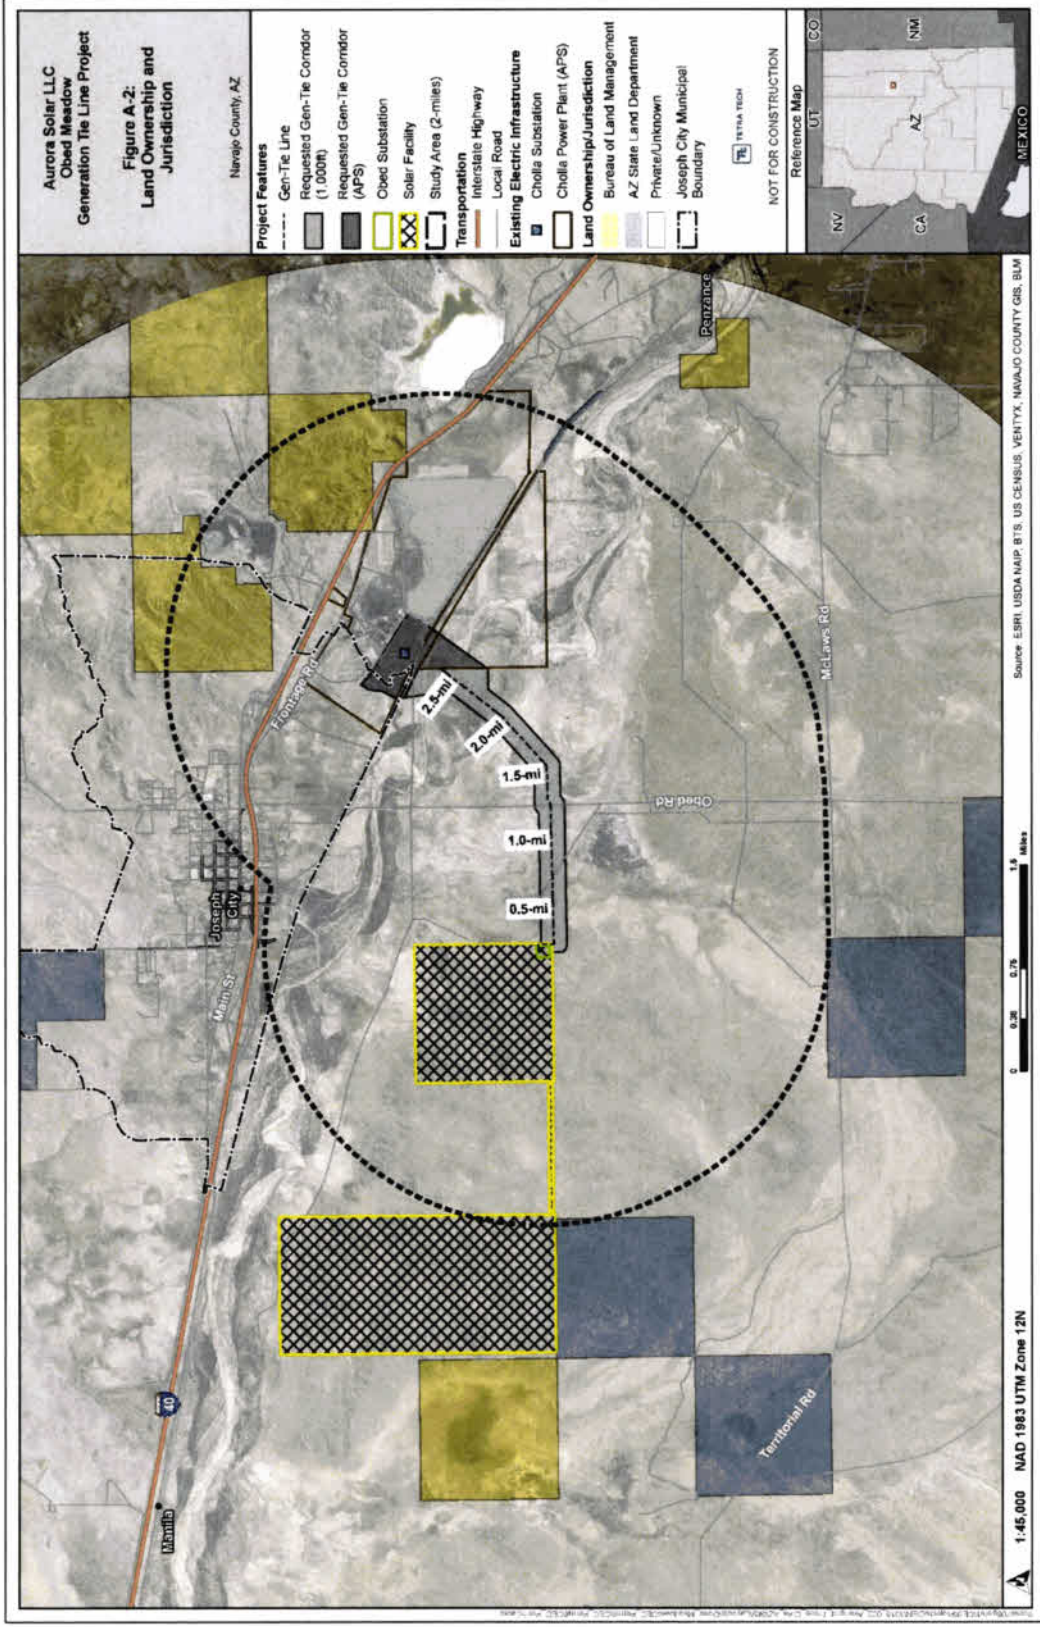 Aurora Solar LLC
Obed Meadow
Generation Tie Line Project
Figure A-2:
Land Ownership and
Jurisdiction
Navajo County, AZ
Project Features
Gen-Tie Line
Requested Gen-Tie Corridor
(1,000ft)
Requested Gen-Tie Corridor
(APS)
Obed Substation
Solar Facility
Study Area (2-miles)
Transportation
Interstate Highway
Local Road
Existing Electric Infrastructure
Cholla Substation
Cholla Power Plant (APS)
Land Ownership/Jurisdiction
Bureau of Land Management
AZ State Land Department
Private/Unknown
Joseph City Municipal
Boundary
TETRA TECH
NOT FOR CONSTRUCTION
Reference Map
NV
UT
CO
CA
AZ
NM
MEXICO
Manila
40
Main St
Joseph
City
Frontage Rd
Penzance
0.5-mi
1.0-mi
1.5-mi
2.0-mi
2.5-mi
Obed Rd
McLaws Rd
Territorial Rd
1:45,000 NAD 1983 UTM Zone 12N
0 0.38 0.75 1.5
Miles
Source: ESRI, USDA NAIP, BTS, US CENSUS, VENTYX, NAVAJO COUNTY GIS, BLM